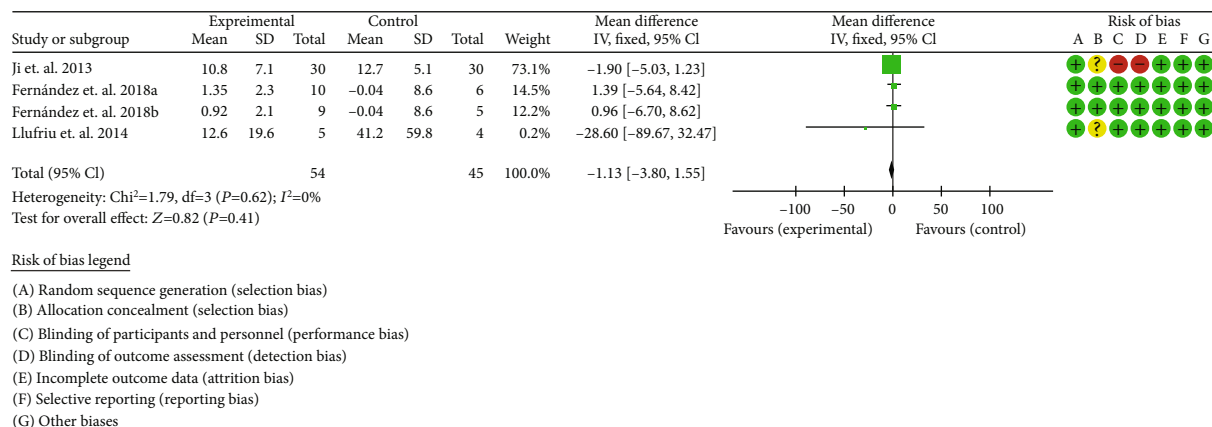 Expreimental Control Mean difference Mean difference Risk of bias
Study or subgroup Mean SD Total Mean SD Total Weight IV, fixed, 95% Cl IV, fixed, 95% Cl A B C D E F G
Ji et. al. 2013 10.8 7.1 30 12.7 5.1 30 73.1% −1.90 [−5.03, 1.23] + ? − − + + +
Fernández et. al. 2018a 1.35 2.3 10 −0.04 8.6 6 14.5% 1.39 [−5.64, 8.42] + + + + + + +
Fernández et. al. 2018b 0.92 2.1 9 −0.04 8.6 5 12.2% 0.96 [−6.70, 8.62] + + + + + + +
Llufriu et. al. 2014 12.6 19.6 5 41.2 59.8 4 0.2% −28.60 [−89.67, 32.47] + ? + + + + +
Total (95% Cl) 54 45 100.0% −1.13 [−3.80, 1.55]
Heterogeneity: Chi²=1.79, df=3 (P=0.62); I²=0%
Test for overall effect: Z=0.82 (P=0.41)
−100 −50 0 50 100
Favours (experimental) Favours (control)
Risk of bias legend
(A) Random sequence generation (selection bias)
(B) Allocation concealment (selection bias)
(C) Blinding of participants and personnel (performance bias)
(D) Blinding of outcome assessment (detection bias)
(E) Incomplete outcome data (attrition bias)
(F) Selective reporting (reporting bias)
(G) Other biases